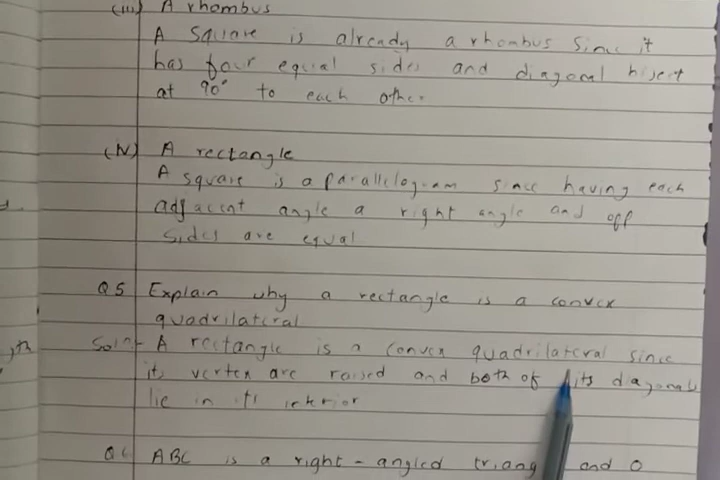 (iii) A rhombus
A square is already a rhombus since it
has four equal sides and diagonal bisect
at 90° to each other.
(iv) A rectangle
A square is a parallelogram since having each
adjacent angle a right angle and opp
sides are equal
Q5 Explain why a rectangle is a convex
quadrilateral
Soln:- A rectangle is a convex quadrilateral since
its vertex are raised and both of its diagonals
lie in its interior
Q6 ABC is a right-angled triang and O